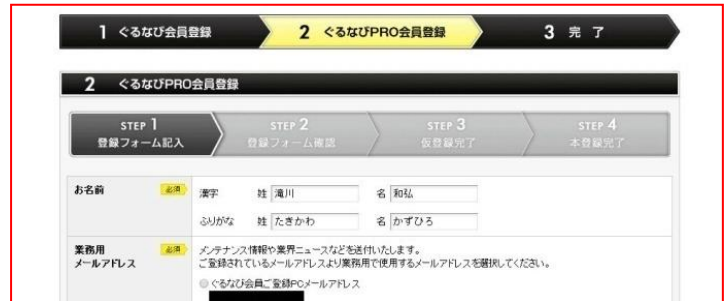 1 ぐるなび会員登録 2 ぐるなびPRO会員登録 3 完 了
2 ぐるなびPRO会員登録
STEP 1 STEP 2 STEP 3 STEP 4
登録フォーム記入 登録フォーム確認 仮登録完了 本登録完了
お名前 必須 漢字 姓 滝川 名 和弘
ふりがな 姓 たきかわ 名 かずひろ
業務用 必須 メンテナンス情報や業界ニュースなどを送付いたします。
メールアドレス ご登録されているメールアドレスより業務用で使用するメールアドレスを選択してください。
ぐるなび会員ご登録PCメールアドレス